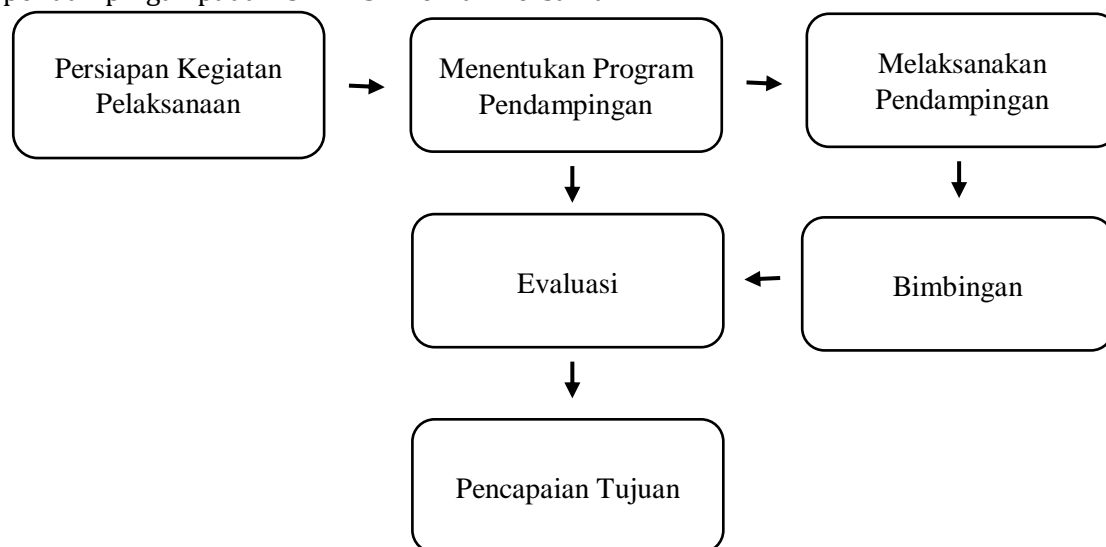 Persiapan Kegiatan
Pelaksanaan
Menentukan Program
Pendampingan
Melaksanakan
Pendampingan
Evaluasi
Bimbingan
Pencapaian Tujuan